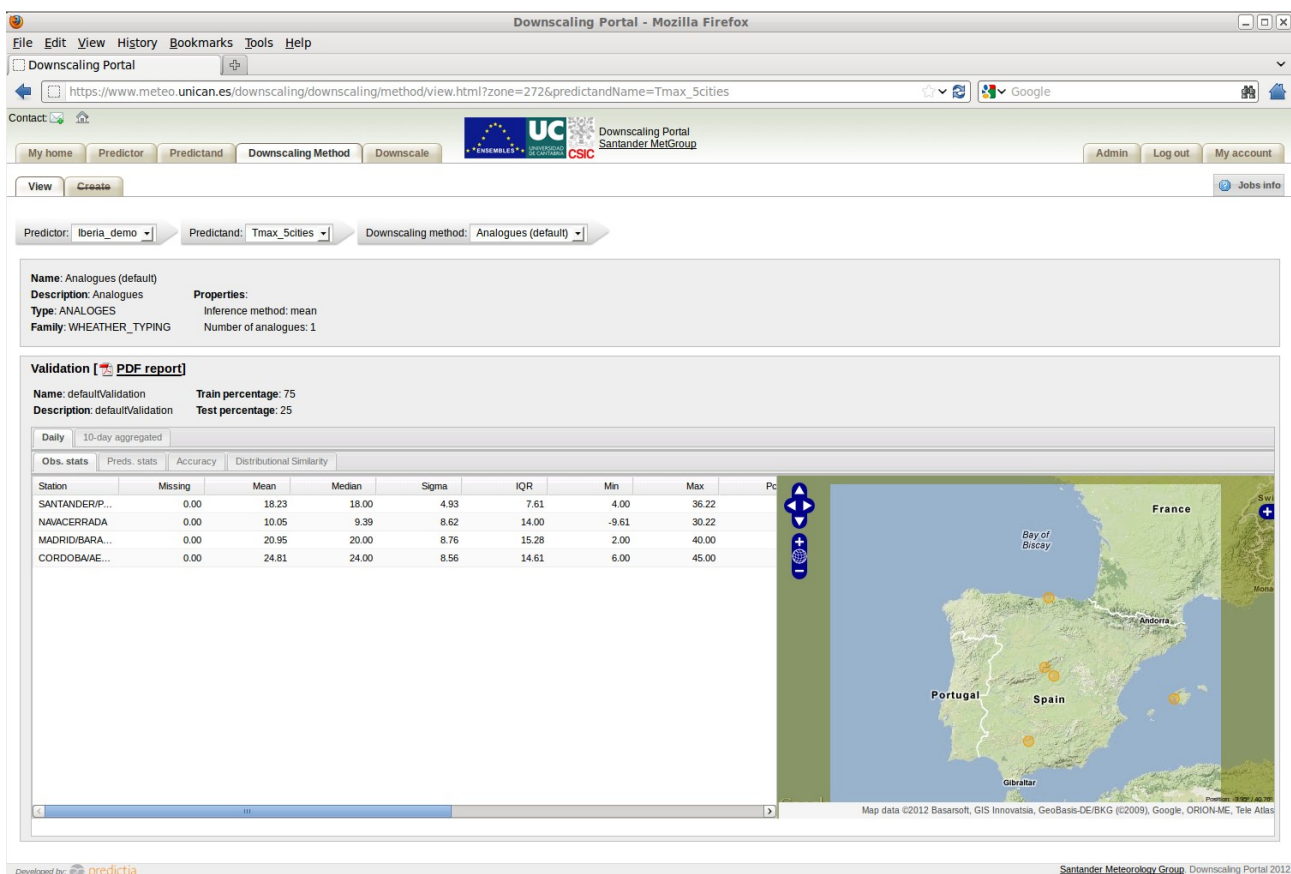 Downscaling Portal - Mozilla Firefox
File Edit View History Bookmarks Tools Help
Downscaling Portal
https://www.meteo.unican.es/downscaling/downscaling/method/view.html?zone=272&predictandName=Tmax_5cities
Google
Contact:
ENSEMBLES
UC
UNIVERSIDAD DE CANTABRIA
CSIC
Downscaling Portal
Santander MetGroup
My home Predictor Predictand Downscaling Method Downscale Admin Log out My account
View Create Jobs info
Predictor: Iberia_demo Predictand: Tmax_5cities Downscaling method: Analogues (default)
Name: Analogues (default)
Description: Analogues Properties:
Type: ANALOGES Inference method: mean
Family: WHEATHER_TYPING Number of analogues: 1
Validation [ PDF report]
Name: defaultValidation Train percentage: 75
Description: defaultValidation Test percentage: 25
Daily 10-day aggregated
Obs. stats Preds. stats Accuracy Distributional Similarity
Station Missing Mean Median Sigma IQR Min Max Pc
SANTANDER/P... 0.00 18.23 18.00 4.93 7.61 4.00 36.22
NAVACERRADA 0.00 10.05 9.39 8.62 14.00 -9.61 30.22
MADRID/BARA... 0.00 20.95 20.00 8.76 15.28 2.00 40.00
CORDOBA/AE... 0.00 24.81 24.00 8.56 14.61 6.00 45.00
Swi
France
Bay of
Biscay
Mona
Andorra
Portugal
Spain
Gibraltar
Map data ©2012 Basarsoft, GIS Innovatsia, GeoBasis-DE/BKG (©2009), Google, ORION-ME, Tele Atlas
Developed by: predictia
Santander Meteorology Group. Downscaling Portal 2012